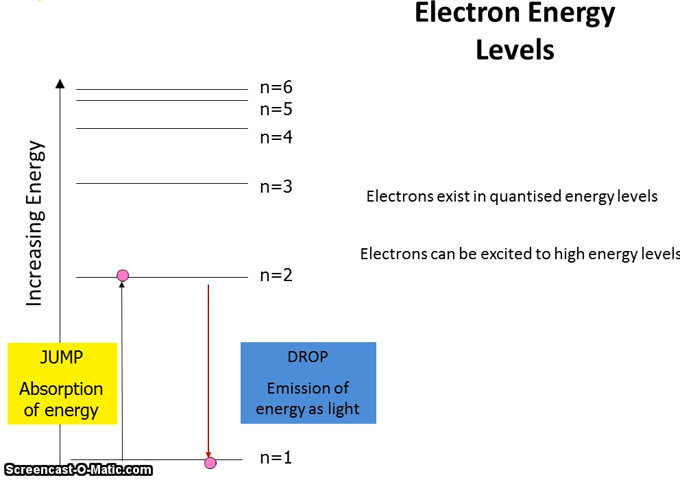 Electron Energy
Levels
n=6
n=5
n=4
n=3
n=2
n=1
Increasing Energy
Electrons exist in quantised energy levels
Electrons can be excited to high energy levels
JUMP
Absorption
of energy
DROP
Emission of
energy as light
Screencast-O-Matic.com